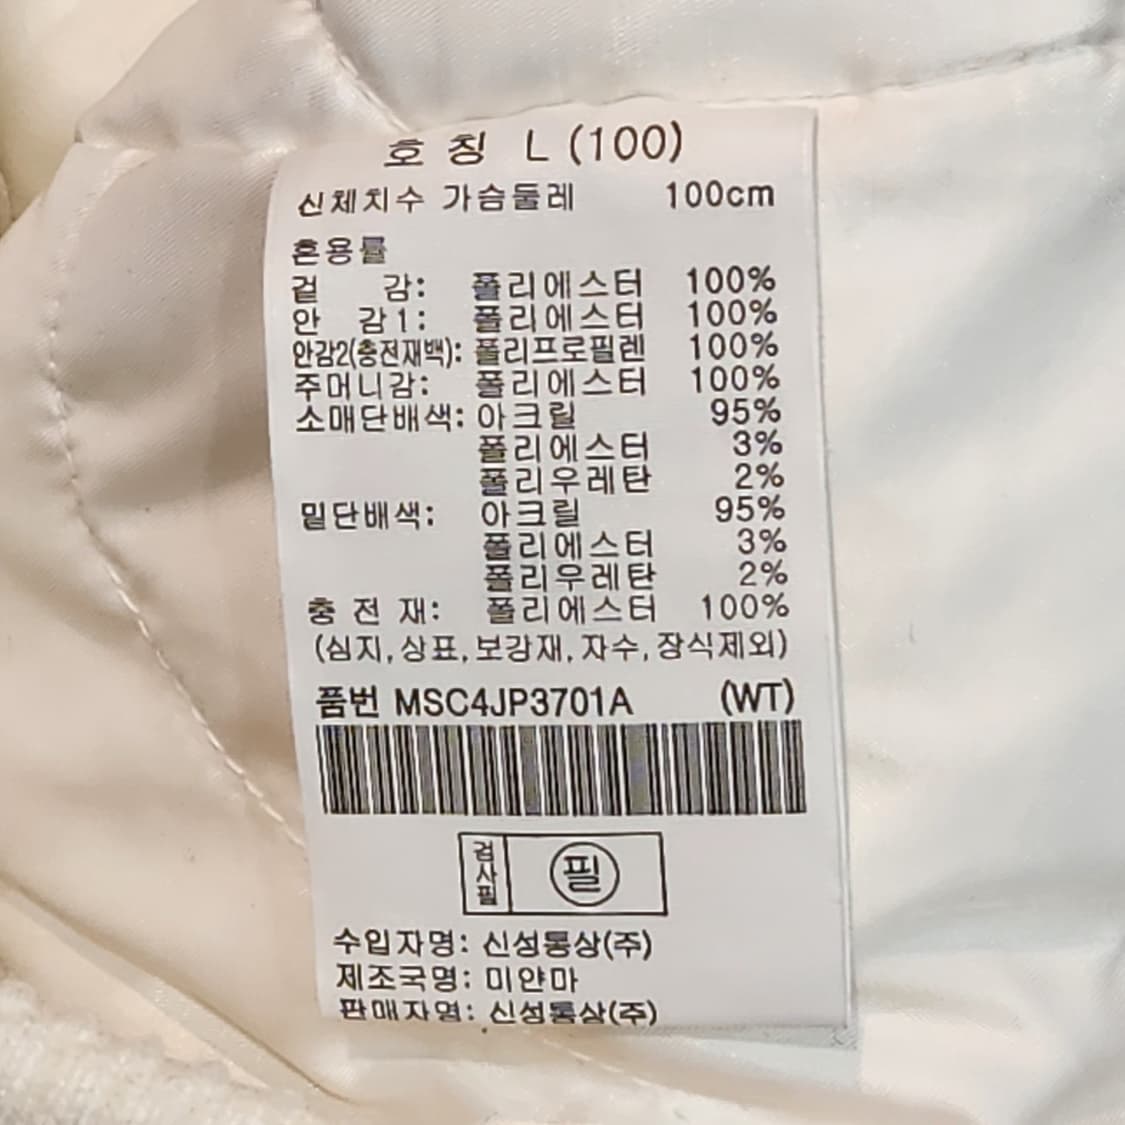 호칭 L (100)
신체치수 가슴둘레 100cm
혼용률
겉 감: 폴리에스터 100%
안 감1: 폴리에스터 100%
안감2(충전재백): 폴리프로필렌 100%
주머니감: 폴리에스터 100%
소매단배색: 아크릴 95%
폴리에스터 3%
폴리우레탄 2%
밑단배색: 아크릴 95%
폴리에스터 3%
폴리우레탄 2%
충 전 재: 폴리에스터 100%
(심지, 상표, 보강재, 자수, 장식제외)
품번 MSC4JP3701A (WT)
검사필 필
수입자명: 신성통상(주)
제조국명: 미얀마
판매자명: 신성통상(주)